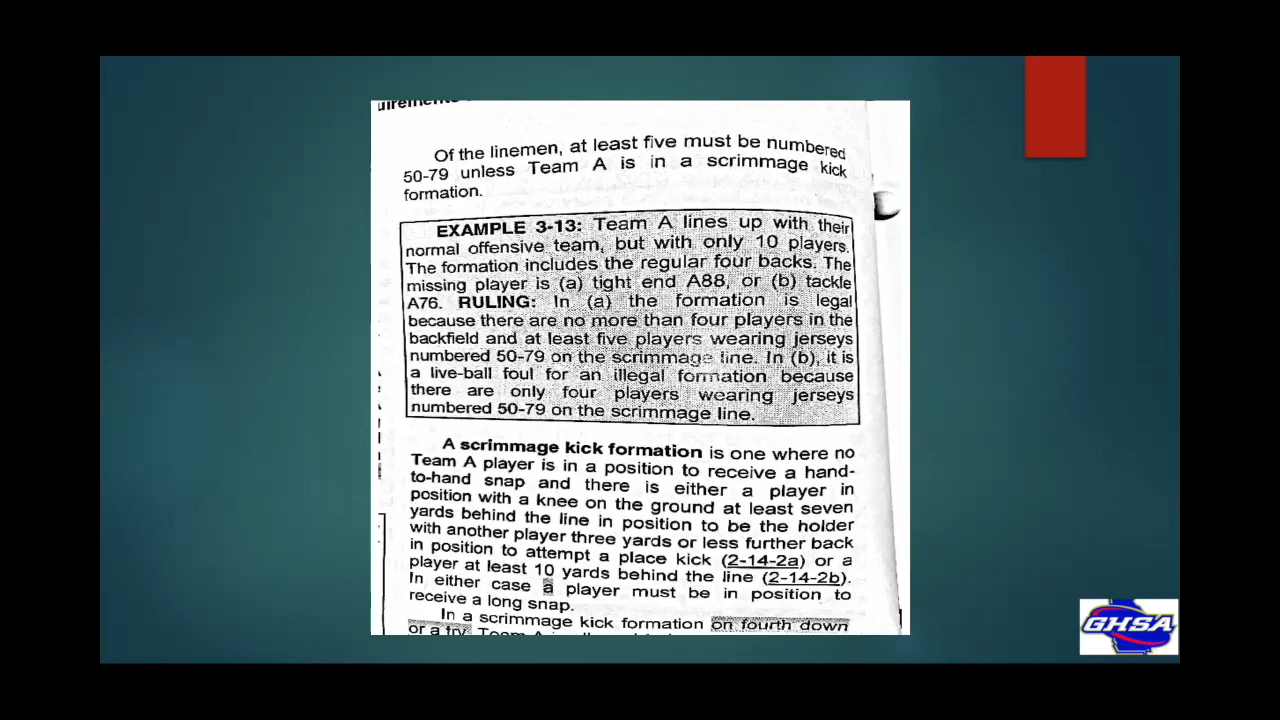 Of the linemen, at least five must be numbered
50-79 unless Team A is in a scrimmage kick
formation.
EXAMPLE 3-13: Team A lines up with their
normal offensive team, but with only 10 players.
The formation includes the regular four backs. The
missing player is (a) tight end A88, or (b) tackle
A76. RULING: In (a) the formation is legal
because there are no more than four players in the
backfield and at least five players wearing jerseys
numbered 50-79 on the scrimmage line. In (b), it is
a live-ball foul for an illegal formation because
there are only four players wearing jerseys
numbered 50-79 on the scrimmage line.
A scrimmage kick formation is one where no
Team A player is in a position to receive a hand-
to-hand snap and there is either a player in
position with a knee on the ground at least seven
yards behind the line in position to be the holder
with another player three yards or less further back
in position to attempt a place kick (2-14-2a) or a
player at least 10 yards behind the line (2-14-2b).
In either case a player must be in position to
receive a long snap.
In a scrimmage kick formation on fourth down
or a try, Team A
GHSA